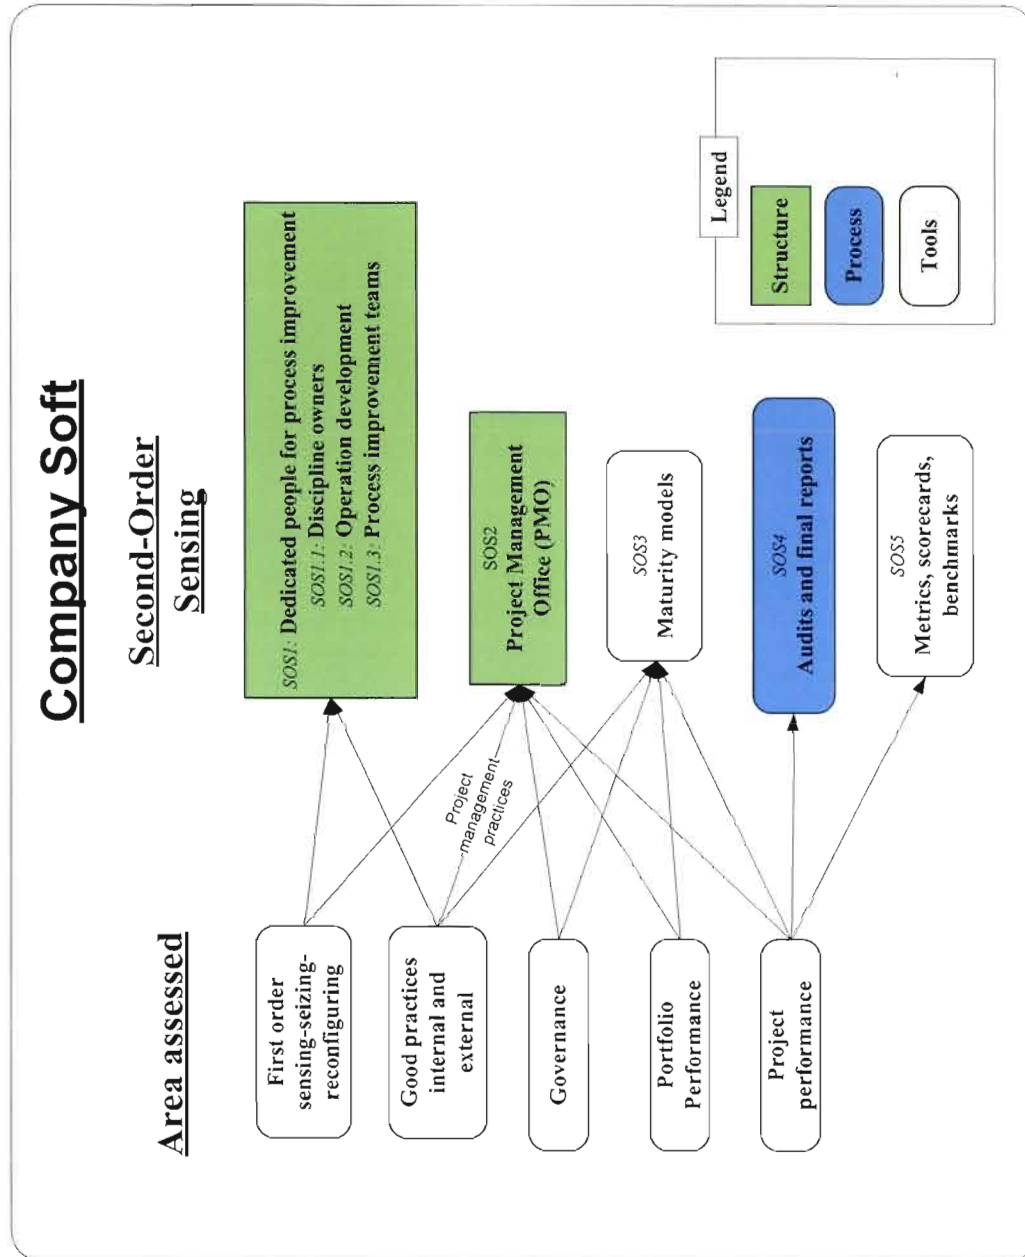 Company Soft
Area assessed
Second-Order
Sensing
First order
sensing-seizing-
reconfiguring
Good practices
internal and
external
Governance
Portfolio
Performance
Project
performance
Project
management
practices
SOS1: Dedicated people for process improvement
SOS1.1: Discipline owners
SOS1.2: Operation development
SOS1.3: Process improvement teams
SOS2
Project Management
Office (PMO)
SOS3
Maturity models
SOS4
Audits and final reports
SOS5
Metrics, scorecards,
benchmarks
Legend
Structure
Process
Tools